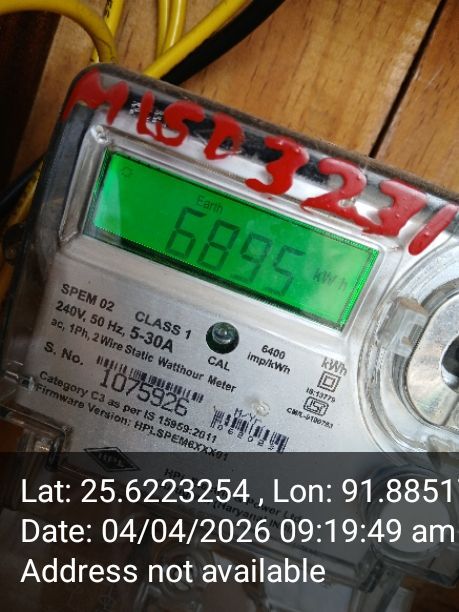 MLSD3231
Earth
6895 kWh
SPEM 02 CLASS 1
240V, 50 Hz, 5-30A
ac, 1Ph, 2 Wire Static Watthour Meter
CAL
6400
imp/kWh
kWh
IS:13779
S. No.
1075926
Category C3 as per IS 15959:2011
Firmware Version:
Lat: 25.6223254 , Lon: 91.8851
Date: 04/04/2026 09:19:49 am
Address not available